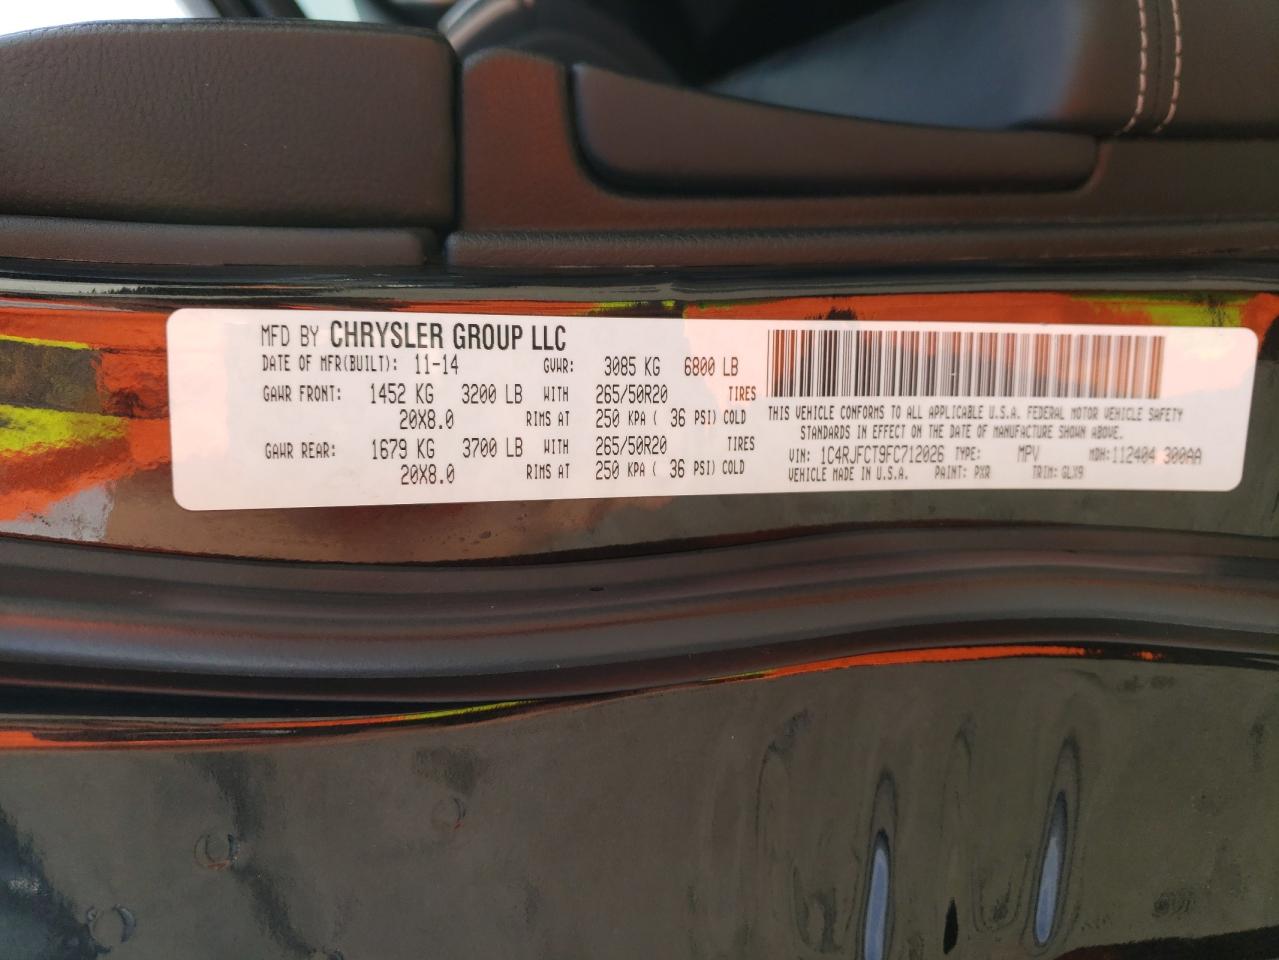 MFD BY CHRYSLER GROUP LLC
DATE OF MFR(BUILT): 11-14 GVWR: 3085 KG 6800 LB
GAWR FRONT: 1452 KG 3200 LB WITH 265/50R20 TIRES
20X8.0 RIMS AT 250 KPA ( 36 PSI) COLD
GAWR REAR: 1679 KG 3700 LB WITH 265/50R20 TIRES
20X8.0 RIMS AT 250 KPA ( 36 PSI) COLD
THIS VEHICLE CONFORMS TO ALL APPLICABLE U.S.A. FEDERAL MOTOR VEHICLE SAFETY
STANDARDS IN EFFECT ON THE DATE OF MANUFACTURE SHOWN ABOVE.
VIN: 1C4RJFCT9FC712026 TYPE: MPV MDH: 112404 300AA
VEHICLE MADE IN U.S.A. PAINT: PXR TRIM: GLX9